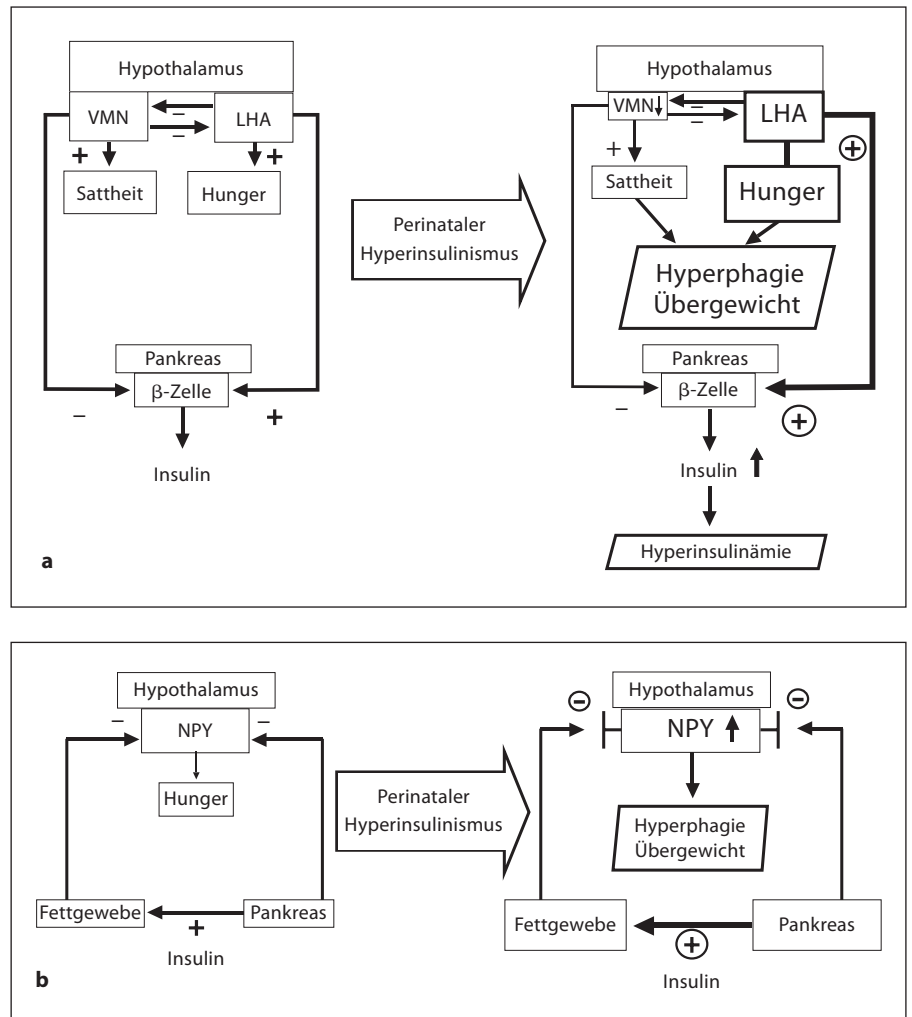 Hypothalamus
VMN
LHA
–
–
+
+
Sattheit
Hunger
Pankreas
β-Zelle
–
+
Insulin
Perinataler
Hyperinsulinismus
Hypothalamus
VMN↓
LHA
–
–
+
+
Sattheit
Hunger
Hyperphagie
Übergewicht
Pankreas
β-Zelle
–
+
Insulin ↑
Hyperinsulinämie
a
Hypothalamus
–
–
NPY
Hunger
Fettgewebe
Pankreas
+
Insulin
Perinataler
Hyperinsulinismus
Hypothalamus
–
–
NPY ↑
Hyperphagie
Übergewicht
Fettgewebe
Pankreas
+
Insulin
b